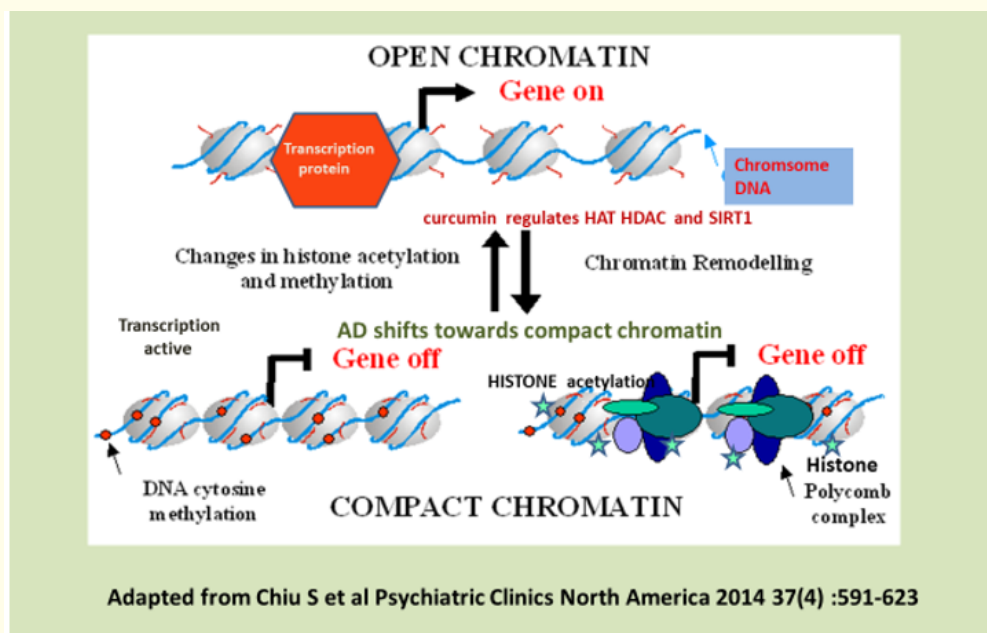 OPEN CHROMATIN
Gene on
Transcription
protein
Chromsome
DNA
curcumin regulates HAT HDAC and SIRT1
Changes in histone acetylation
and methylation
Chromatin Remodelling
Transcription
active
AD shifts towards compact chromatin
Gene off
Gene off
HISTONE acetylation
DNA cytosine
methylation
Histone
Polycomb
complex
COMPACT CHROMATIN
Adapted from Chiu S et al Psychiatric Clinics North America 2014 37(4) :591-623